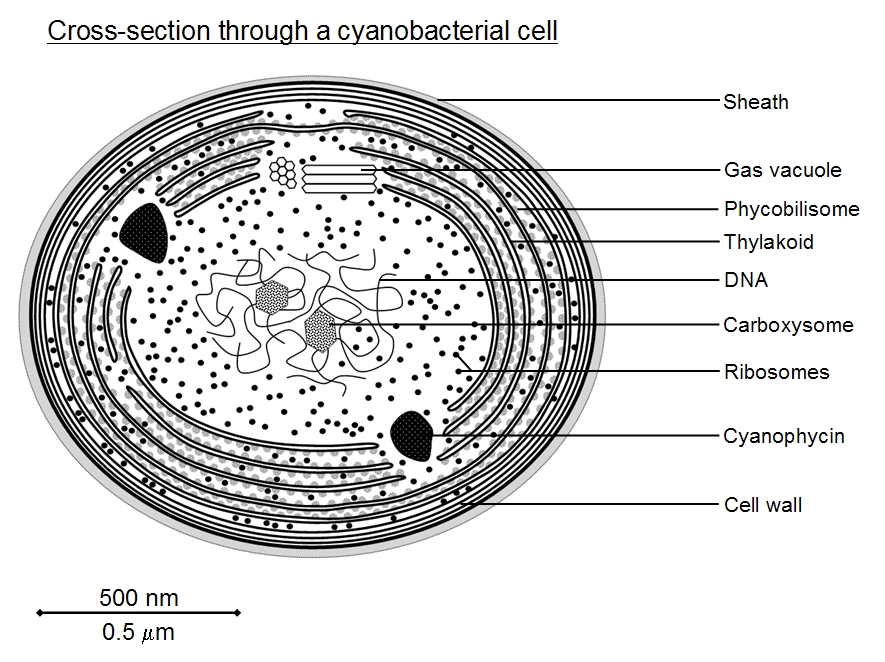 Cross-section through a cyanobacterial cell
Sheath
Gas vacuole
Phycobilisome
Thylakoid
DNA
Carboxysome
Ribosomes
Cyanophycin
Cell wall
500 nm
0.5 μm